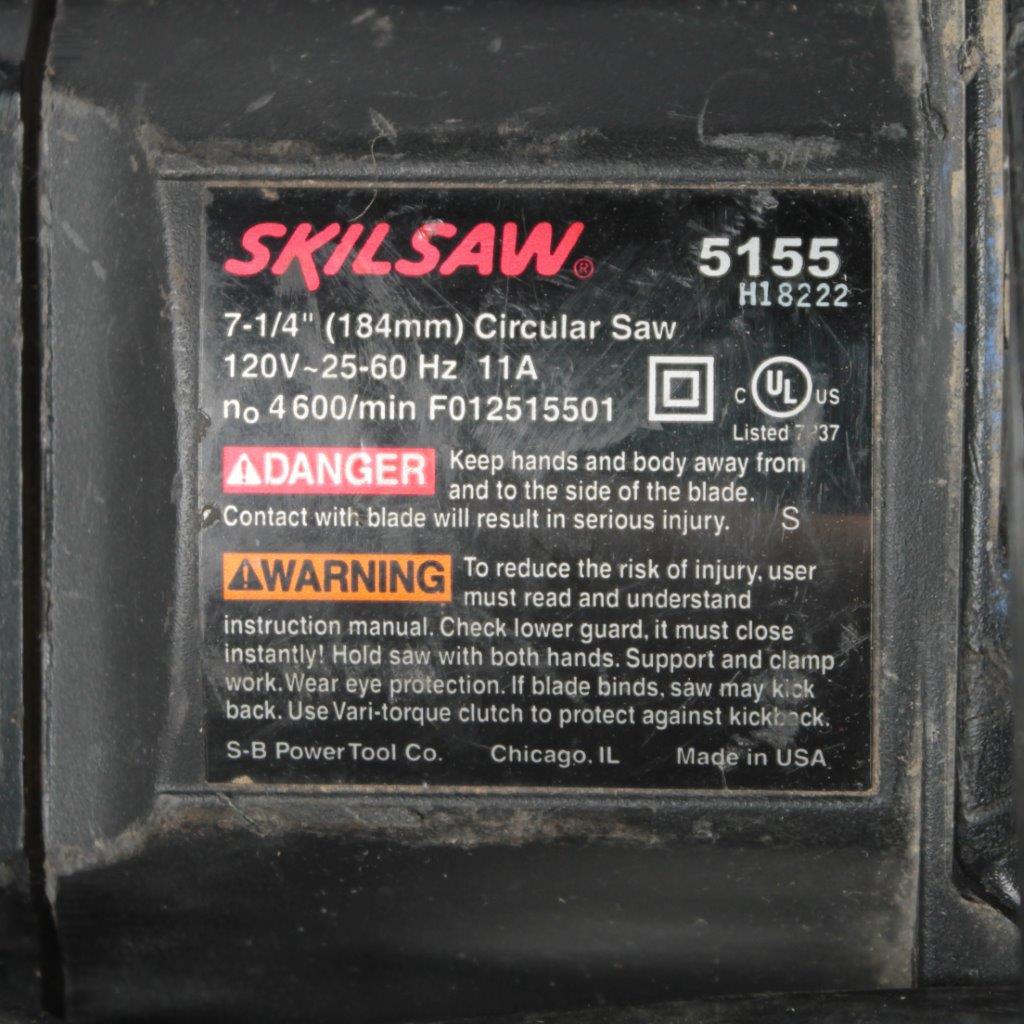 SKILSAW® 5155
H18222
7-1/4" (184mm) Circular Saw
120V~25-60 Hz 11A
no 4600/min F012515501
C UL US
Listed
DANGER Keep hands and body away from
and to the side of the blade.
Contact with blade will result in serious injury. S
WARNING To reduce the risk of injury, user
must read and understand
instruction manual. Check lower guard, it must close
instantly! Hold saw with both hands. Support and clamp
work. Wear eye protection. If blade binds, saw may kick
back. Use Vari-torque clutch to protect against kickback.
S-B Power Tool Co. Chicago, IL Made in USA